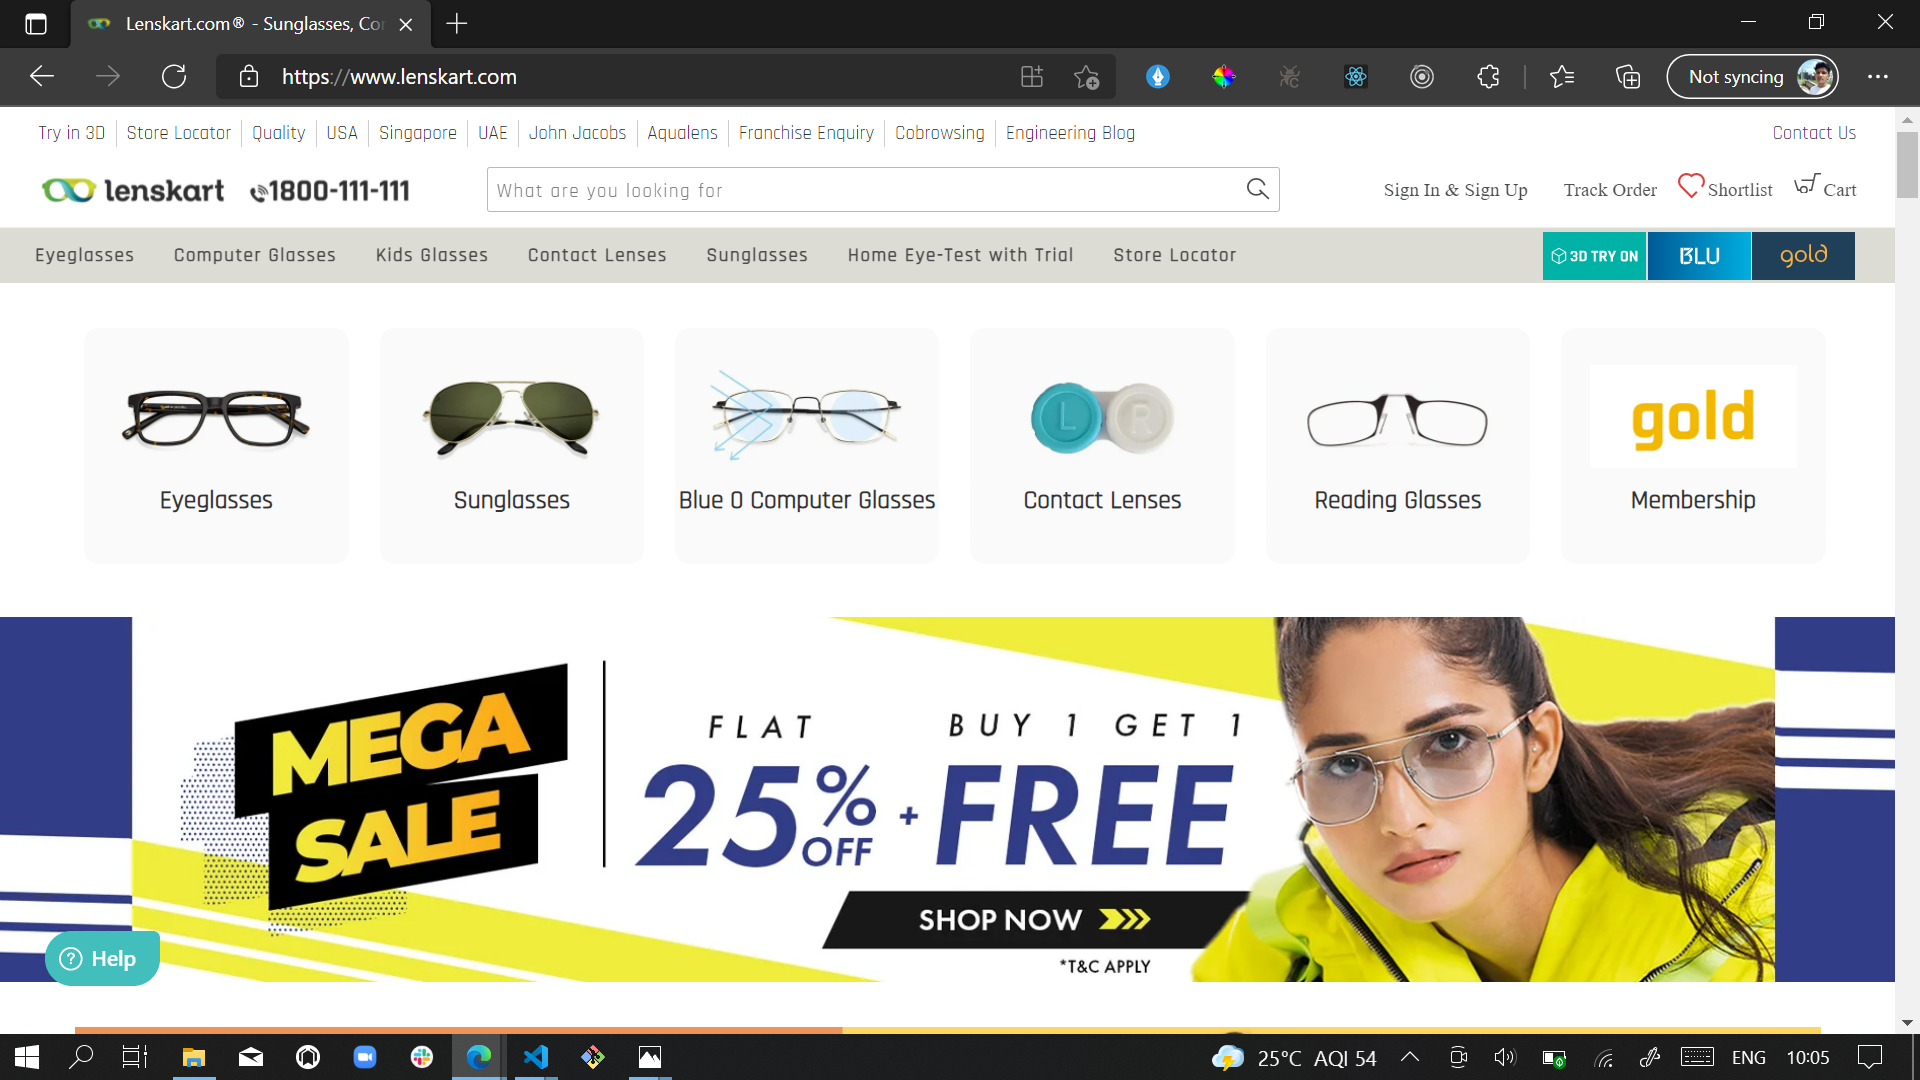 Lenskart.com® - Sunglasses, Con
https://www.lenskart.com
Not syncing
Try in 3D
Store Locator
Quality
USA
Singapore
UAE
John Jacobs
Aqualens
Franchise Enquiry
Cobrowsing
Engineering Blog
Contact Us
lenskart
1800-111-111
What are you looking for
Sign In & Sign Up
Track Order
Shortlist
Cart
Eyeglasses
Computer Glasses
Kids Glasses
Contact Lenses
Sunglasses
Home Eye-Test with Trial
Store Locator
3D TRY ON
BLU
gold
L
R
gold
Eyeglasses
Sunglasses
Blue 0 Computer Glasses
Contact Lenses
Reading Glasses
Membership
MEGA
SALE
FLAT
25% OFF
+
BUY 1 GET 1
FREE
SHOP NOW
*T&C APPLY
Help
25°C AQI 54
ENG
10:05